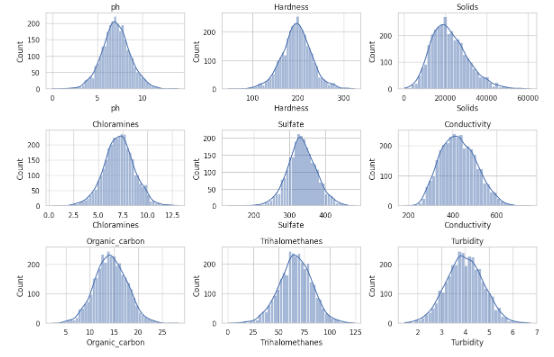 ph Hardness Solids
Count 200 150 100 50 0 Count 200 100 0 Count 200 100 0
0 5 10 100 200 300 0 20000 40000 60000
ph Hardness Solids
Chloramines Sulfate Conductivity
Count 200 150 100 50 0 Count 200 150 100 50 0 Count 200 100 0
0.0 2.5 5.0 7.5 10.0 12.5 200 300 400 200 400 600
Chloramines Sulfate Conductivity
Organic_carbon Trihalomethanes Turbidity
Count 200 100 0 Count 200 100 0 Count 200 100 0
5 10 15 20 25 0 25 50 75 100 125 2 3 4 5 6 7
Organic_carbon Trihalomethanes Turbidity